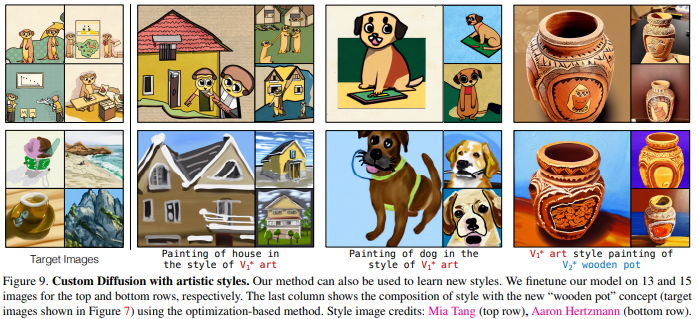 Target Images
Painting of house in
the style of V₁* art
Painting of dog in the
style of V₁* art
V₁* art style painting of
V₂* wooden pot
Figure 9. Custom Diffusion with artistic styles. Our method can also be used to learn new styles. We finetune our model on 13 and 15
images for the top and bottom rows, respectively. The last column shows the composition of style with the new “wooden pot” concept (target
images shown in Figure 7) using the optimization-based method. Style image credits: Mia Tang (top row), Aaron Hertzmann (bottom row).